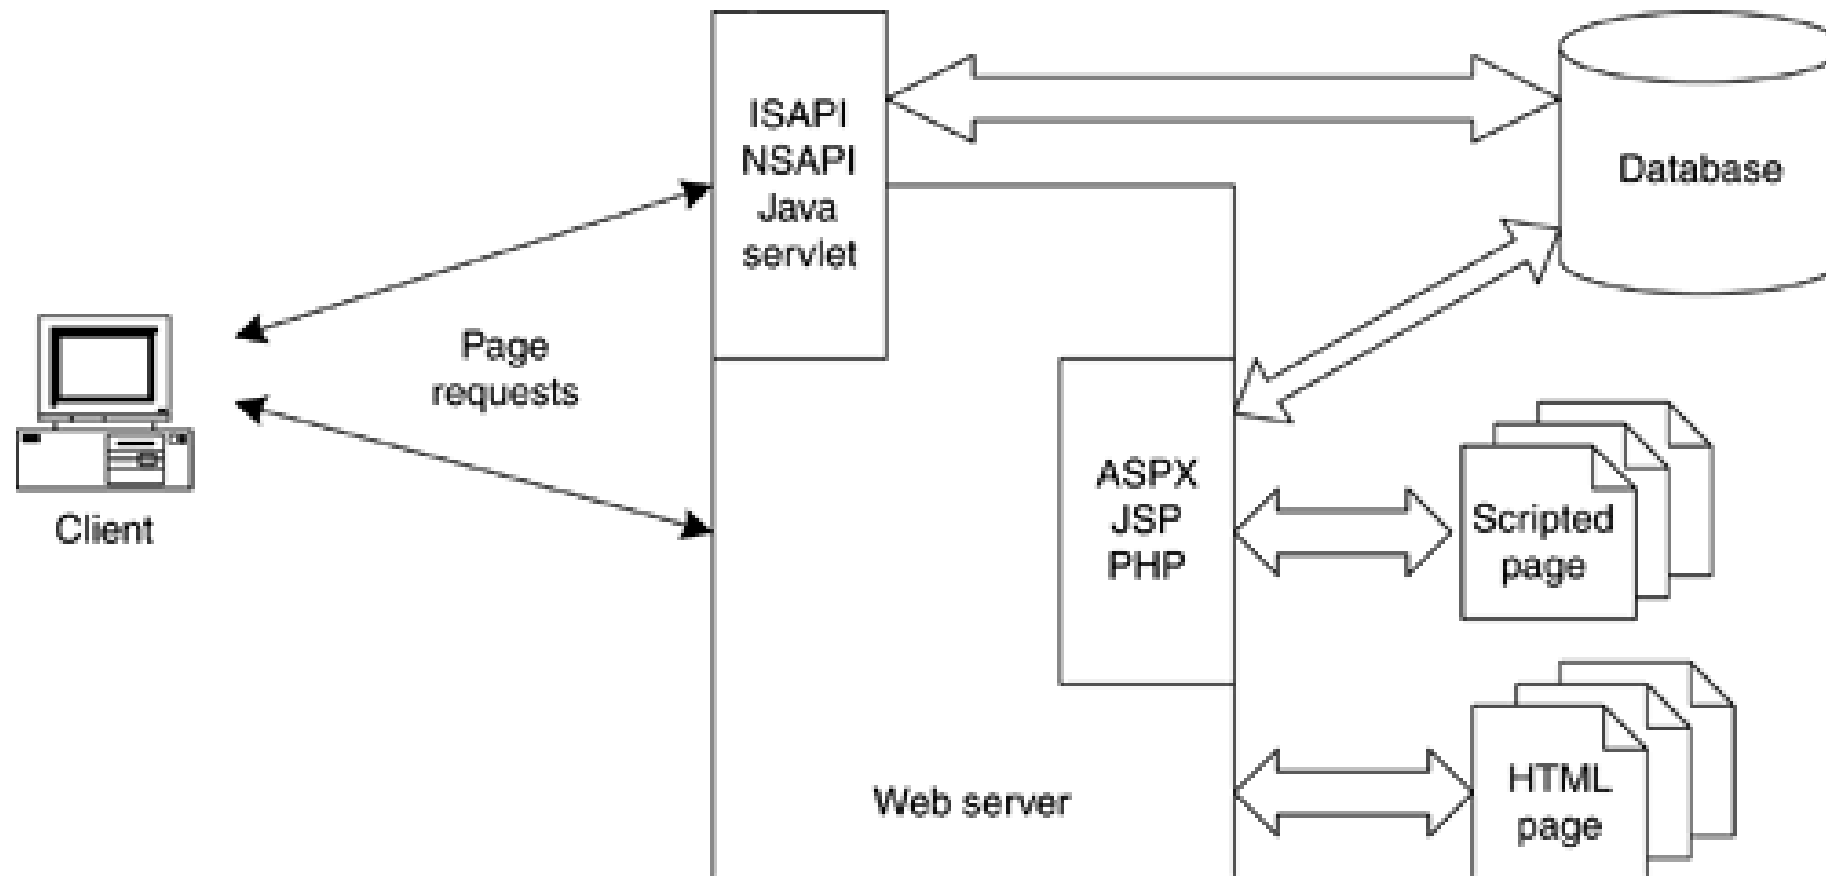 ISAPI
NSAPI
Java
servlet
Database
Page
requests
Client
ASPX
JSP
PHP
Scripted
page
Web server
HTML
page